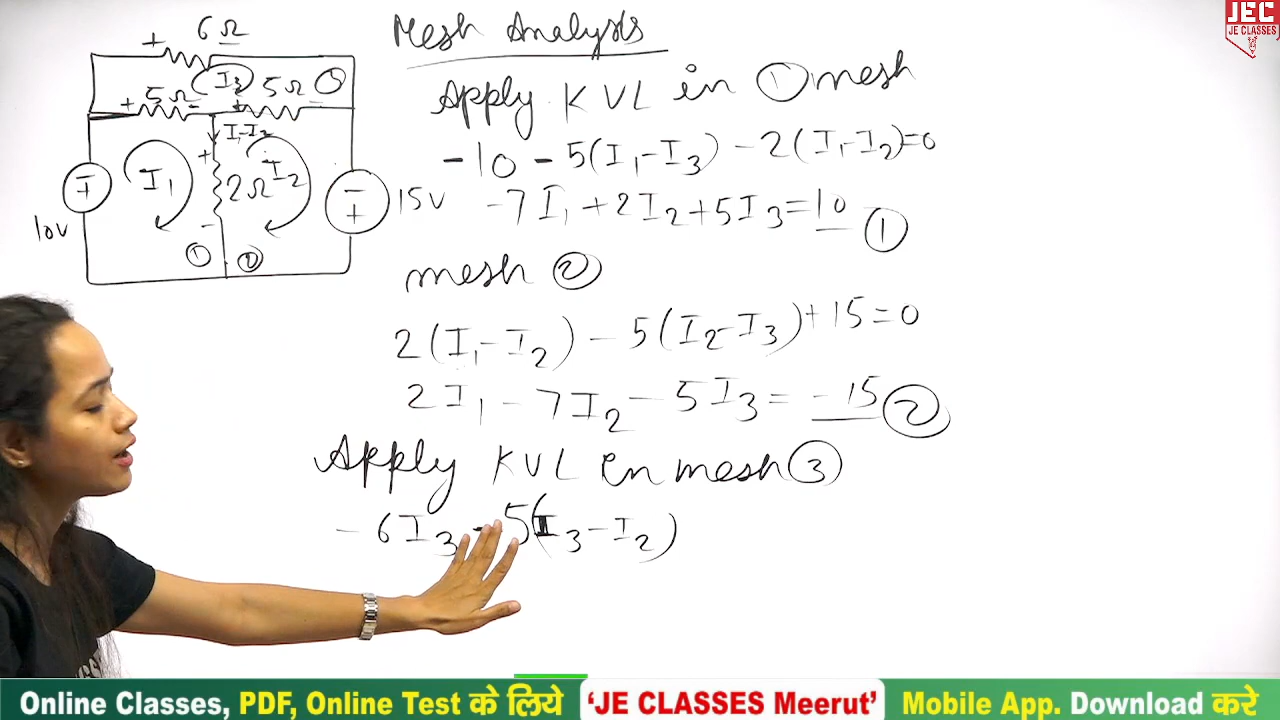 JEC
JE CLASSES
Mesh Analysis
Apply KVL in ① mesh
-10 - 5(I₁-I₃) - 2(I₁-I₂)=0
-7I₁ + 2I₂ + 5I₃ = 10 ①
mesh ②
2(I₁-I₂) - 5(I₂-I₃) + 15 = 0
2I₁ - 7I₂ - 5I₃ = -15 ②
Apply KVL in mesh ③
- 6I₃ - 5(I₃-I₂)
6Ω
+ -
I₃
5Ω 5Ω
+ - + -
I₁-I₂
+
I₁ 2Ω I₂
-
10V
15V
① ②
Online Classes, PDF, Online Test के लिये 'JE CLASSES Meerut' Mobile App. Download करे